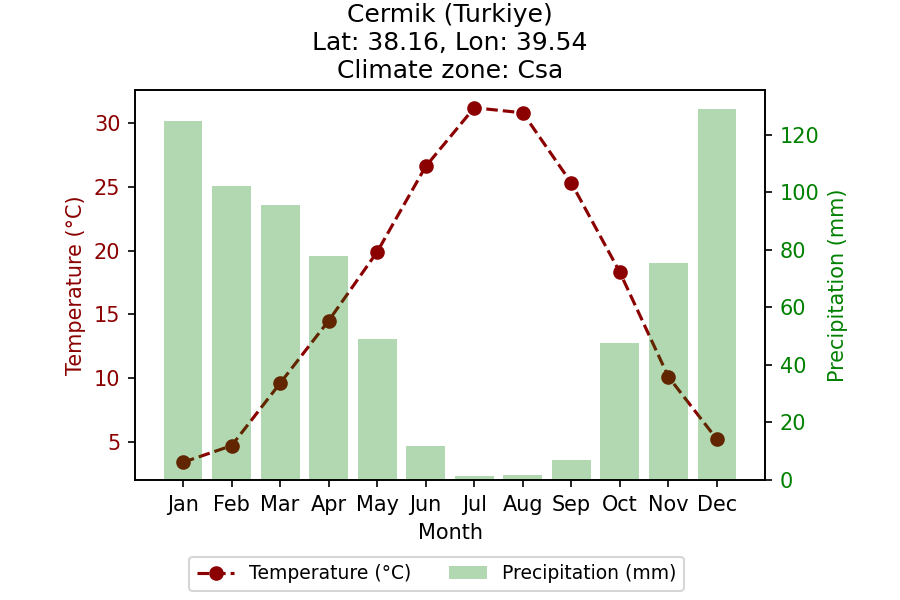 Cermik (Turkiye)
Lat: 38.16, Lon: 39.54
Climate zone: Csa
Temperature (°C)
30
25
20
15
10
5
120
100
80
60
40
20
0
Precipitation (mm)
Jan Feb Mar Apr May Jun Jul Aug Sep Oct Nov Dec
Month
Temperature (°C) Precipitation (mm)